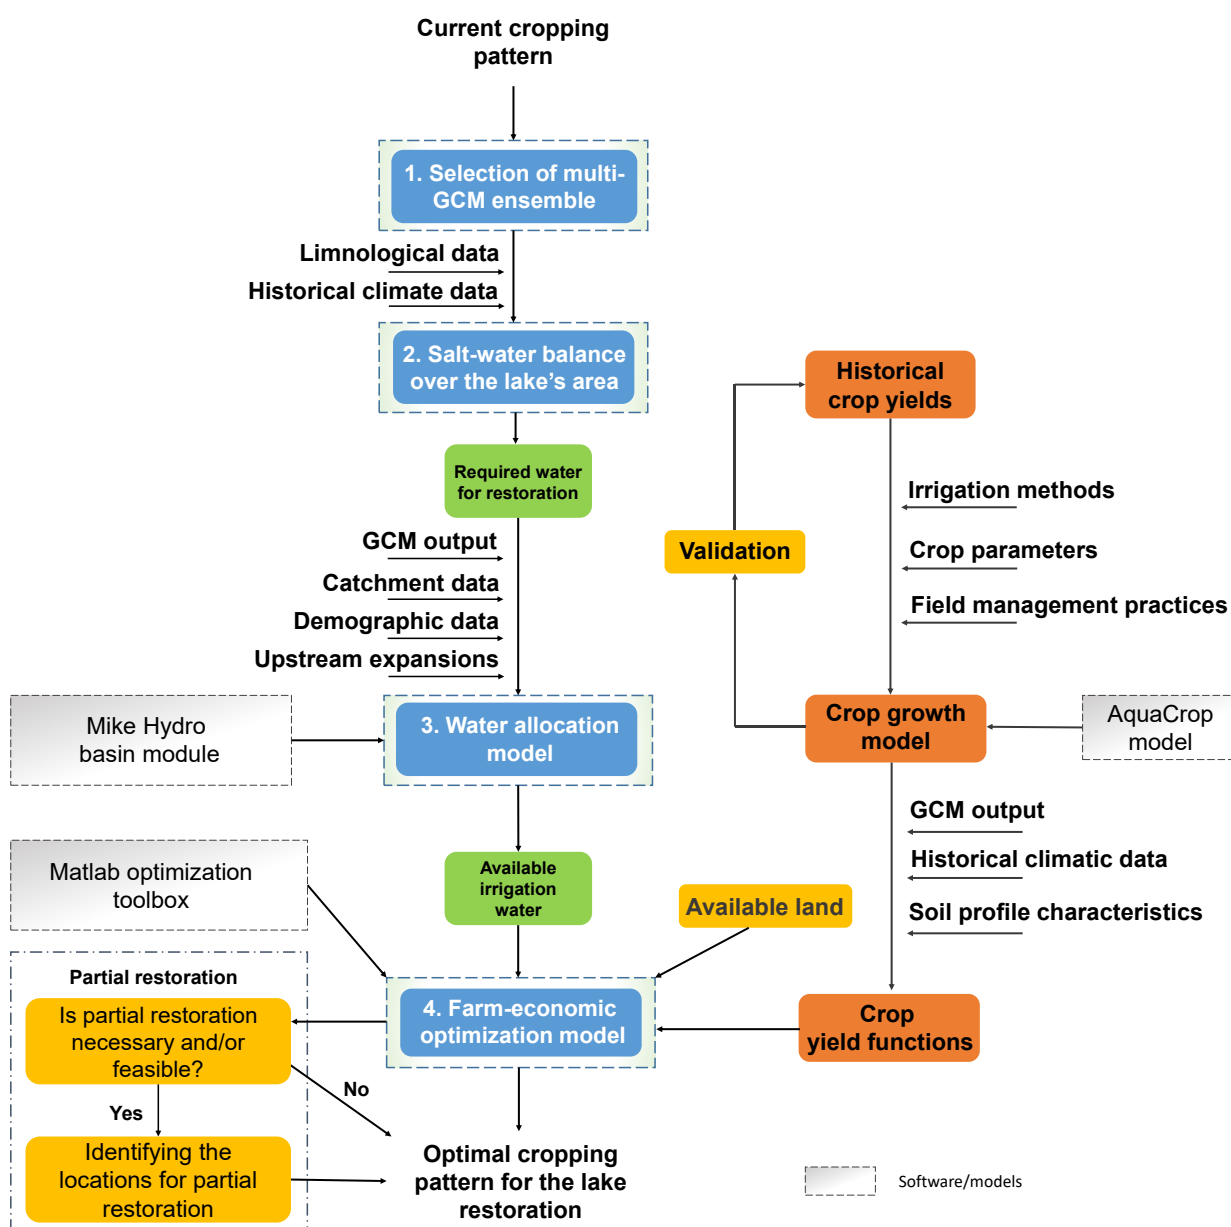 Current cropping
pattern
1. Selection of multi-
GCM ensemble
Limnological data
Historical climate data
2. Salt-water balance
over the lake's area
Required water
for restoration
GCM output
Catchment data
Demographic data
Upstream expansions
Mike Hydro
basin module
3. Water allocation
model
Matlab optimization
toolbox
Available
irrigation
water
Available land
Partial restoration
Is partial restoration
necessary and/or
feasible?
No
Yes
Identifying the
locations for partial
restoration
4. Farm-economic
optimization model
Optimal cropping
pattern for the lake
restoration
Historical
crop yields
Irrigation methods
Validation
Crop parameters
Field management practices
Crop growth
model
AquaCrop
model
GCM output
Historical climatic data
Soil profile characteristics
Crop
yield functions
Software/models